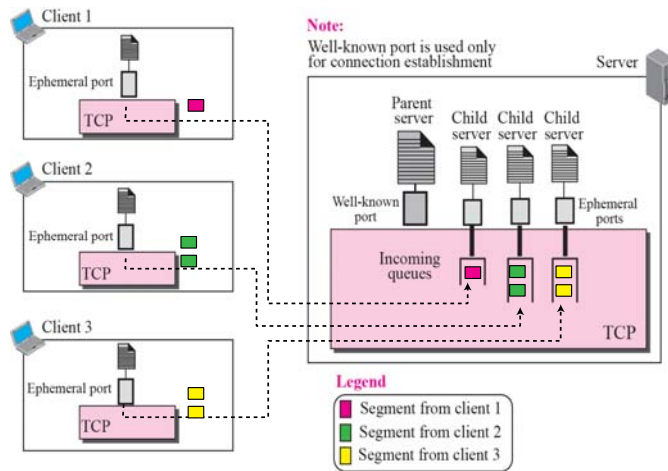 Client 1
Ephemeral port
TCP
Client 2
Ephemeral port
TCP
Client 3
Ephemeral port
TCP
Note:
Well-known port is used only
for connection establishment
Server
Parent
server
Child
server
Child
server
Child
server
Well-known
port
Ephemeral
ports
Incoming
queues
TCP
Legend
Segment from client 1
Segment from client 2
Segment from client 3